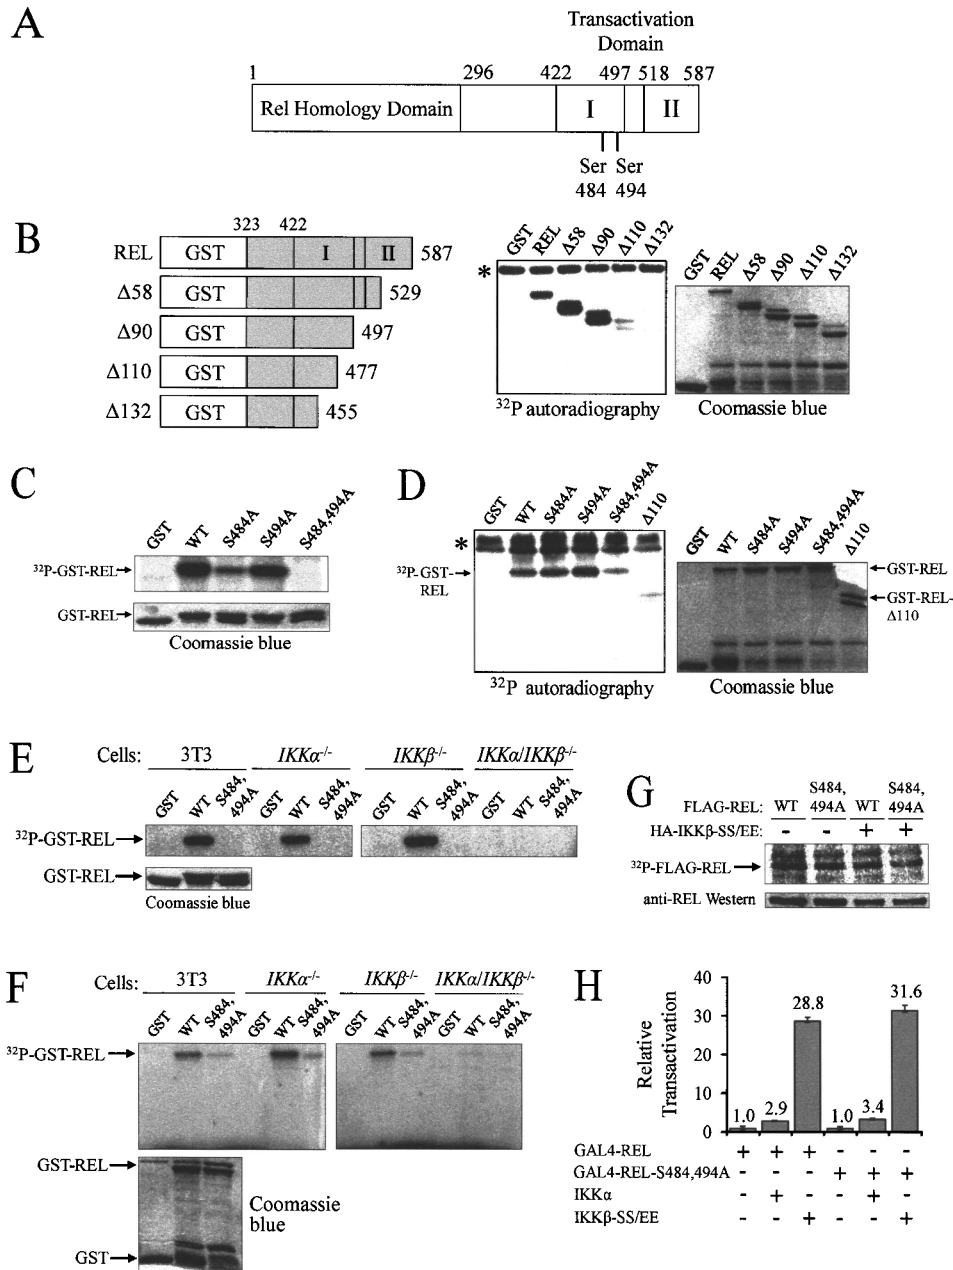 A
Transactivation
Domain
1 296 422 497 518 587
Rel Homology Domain I II
Ser Ser
484 494
B
323 422
REL GST I II 587
Δ58 GST 529
Δ90 GST 497
Δ110 GST 477
Δ132 GST 455
GST REL Δ58 Δ90 Δ110 Δ132
*
32P autoradiography
GST REL Δ58 Δ90 Δ110 Δ132
Coomassie blue
C
GST WT S484A S494A S484,494A
32P-GST-REL
GST-REL
Coomassie blue
D
GST WT S484A S494A S484,494A Δ110
*
32P-GST-
REL
32P autoradiography
GST WT S484A S494A S484,494A Δ110
GST-REL
GST-REL-
Δ110
Coomassie blue
E
Cells: 3T3 IKKα-/- IKKβ-/- IKKα/IKKβ-/-
GST WT S484,
494A GST WT S484,
494A GST WT S484,
494A GST WT S484,
494A
32P-GST-REL
GST-REL
Coomassie blue
F
Cells: 3T3 IKKα-/- IKKβ-/- IKKα/IKKβ-/-
GST WT S484,
494A GST WT S484,
494A GST WT S484,
494A GST WT S484,
494A
32P-GST-REL
GST-REL
GST
Coomassie
blue
G
FLAG-REL: WT S484,
494A WT S484,
494A
HA-IKKβ-SS/EE: - - + +
32P-FLAG-REL
anti-REL Western
H
Relative
Transactivation
40
30
20
10
0
1.0 2.9 28.8 1.0 3.4 31.6
GAL4-REL + + + - - -
GAL4-REL-S484,494A - - - + + +
IKKα - + - - + -
IKKβ-SS/EE - - + - - +